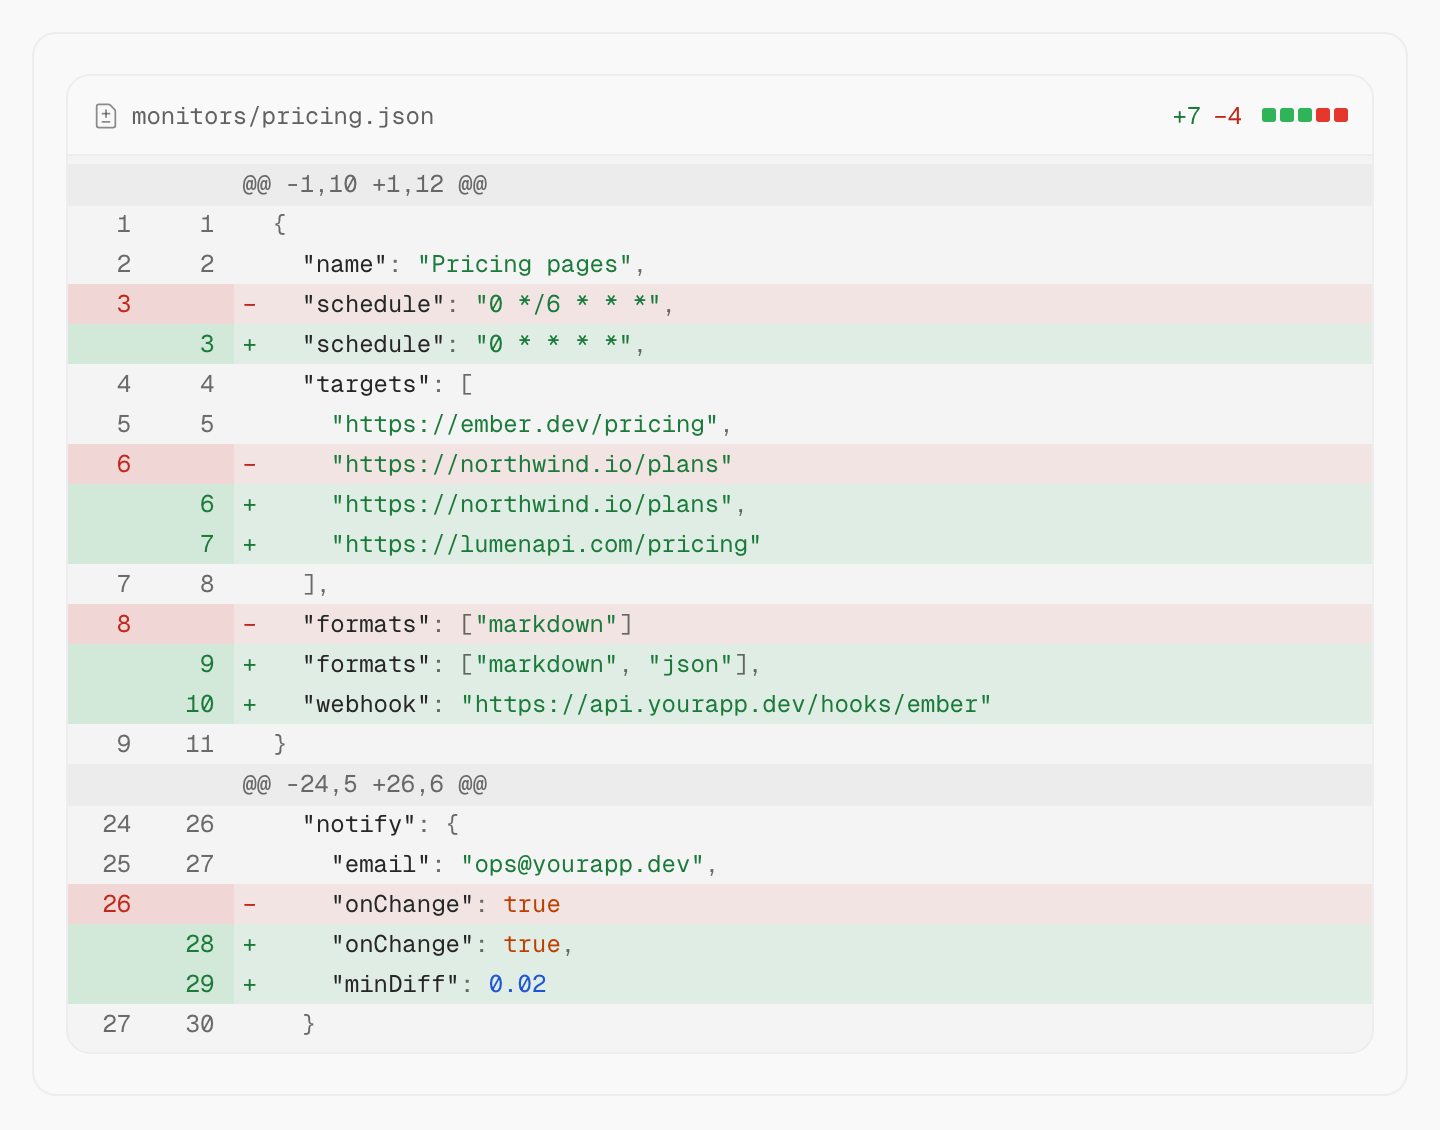 monitors/pricing.json +7 −4
@@ -1,10 +1,12 @@
1 1 {
2 2 "name": "Pricing pages",
3 − "schedule": "0 */6 * * *",
3 + "schedule": "0 * * * *",
4 4 "targets": [
5 5 "https://ember.dev/pricing",
6 − "https://northwind.io/plans"
6 + "https://northwind.io/plans",
7 + "https://lumenapi.com/pricing"
7 8 ],
8 − "formats": ["markdown"]
9 + "formats": ["markdown", "json"],
10 + "webhook": "https://api.yourapp.dev/hooks/ember"
9 11 }
@@ -24,5 +26,6 @@
24 26 "notify": {
25 27 "email": "ops@yourapp.dev",
26 − "onChange": true
28 + "onChange": true,
29 + "minDiff": 0.02
27 30 }